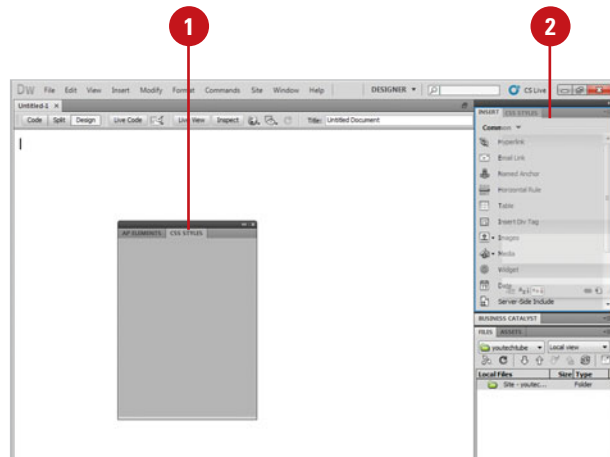 1 2
DW File Edit View Insert Modify Format Commands Site Window Help DESIGNER CS Live
Untitled-1 ×
Code Split Design Live Code Live View Inspect Title: Untitled Document
INSERT CSS STYLES
Common
Hyperlink
Email Link
Named Anchor
Horizontal Rule
Table
Insert Div Tag
Images
Media
Widget
Date
Server-Side Include
AP ELEMENTS CSS STYLES
BUSINESS CATALYST
FILES ASSETS
youtechtube Local view
Local Files Size Type
Site - youtec... Folder